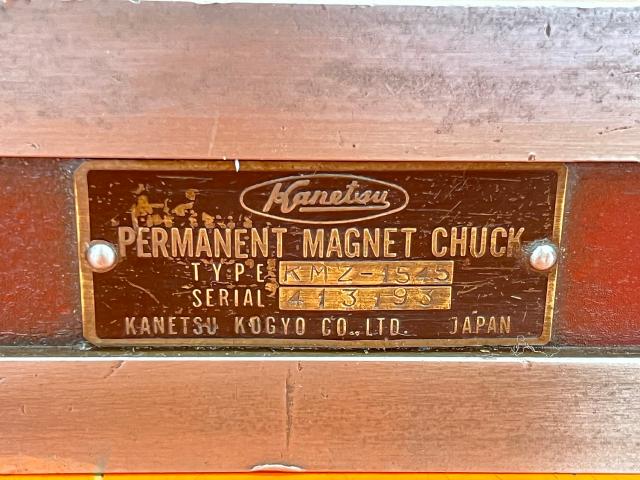 Kanetsu
PERMANENT MAGNET CHUCK
TYPE KMZ-1545
SERIAL 413193
KANETSU KOGYO CO., LTD. JAPAN